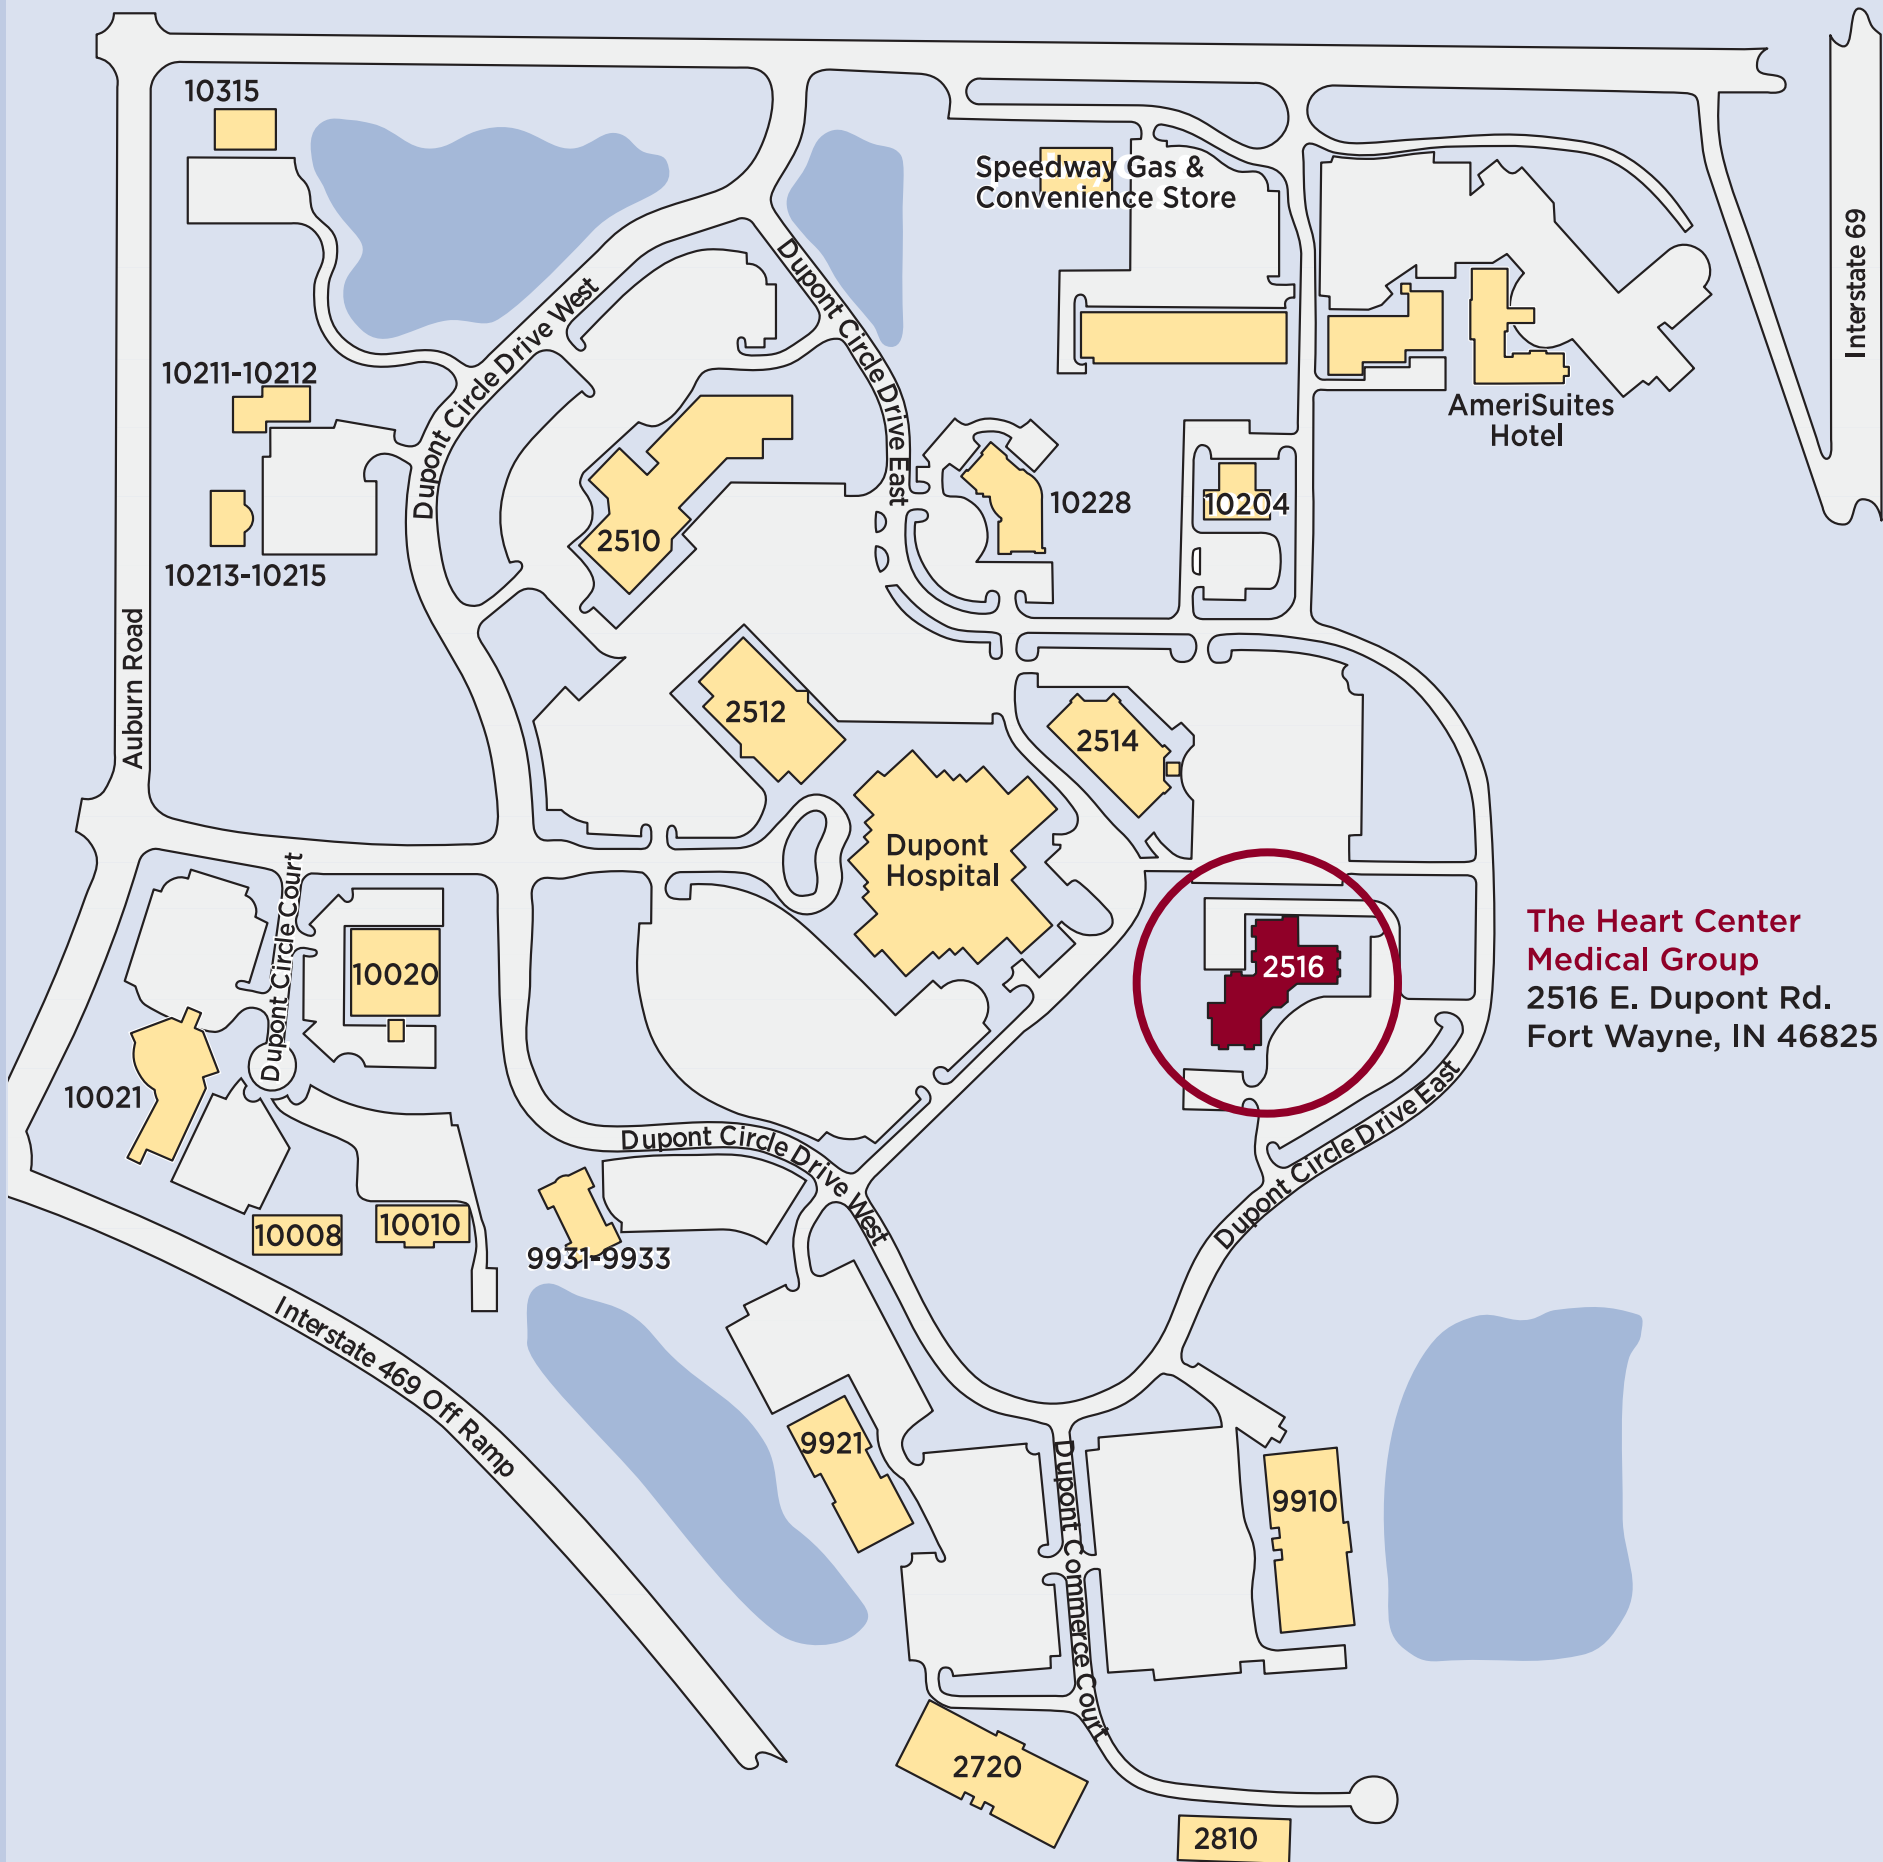 10315
Speedway Gas &
Convenience Store
Interstate 69
Dupont Circle Drive West
Dupont Circle Drive East
10211-10212
AmeriSuites
Hotel
10228
10204
2510
10213-10215
Auburn Road
2512
2514
Dupont
Hospital
Dupont Circle Court
10020
2516
The Heart Center
Medical Group
2516 E. Dupont Rd.
Fort Wayne, IN 46825
10021
Dupont Circle Drive West
Dupont Circle Drive East
10008
10010
9931-9933
Interstate 469 Off Ramp
9921
Dupont Commerce Court
9910
2720
2810